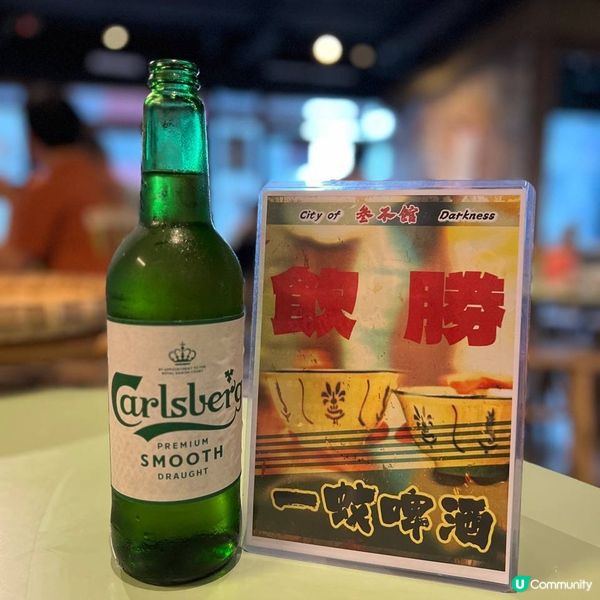 BY APPOINTMENT TO THE
ROYAL DANISH COURT
Carlsberg
PREMIUM
SMOOTH
DRAUGHT
City of 叁不館 Darkness
飲勝
一蚊啤酒
U Community